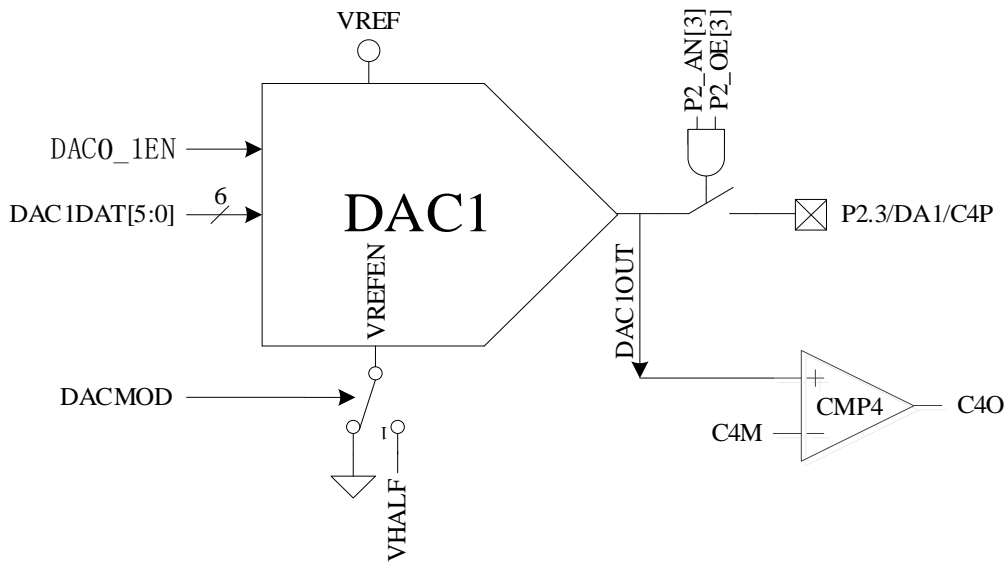 VREF
P2_AN[3]
P2_OE[3]
DAC0_1EN
6
DAC1DAT[5:0]
DAC1
P2.3/DA1/C4P
VREFEN
DAC1OUT
DACMOD
+
CMP4
C4O
C4M
1
VHALF